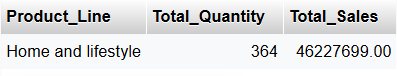 Product_Line Total_Quantity Total_Sales
Home and lifestyle 364 46227699.00